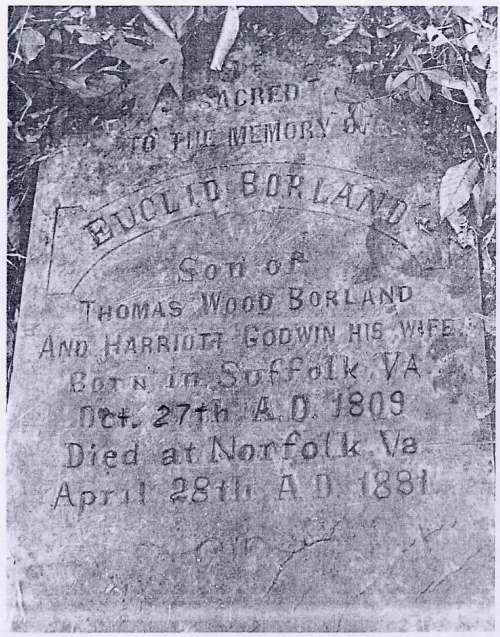 SACRED
TO THE MEMORY OF
EUCLID BORLAND
Son of
THOMAS WOOD BORLAND
AND HARRIOTT GODWIN HIS WIFE
Born in Suffolk VA
Oct. 27th A.D. 1809
Died at Norfolk Va
April 28th A.D. 1881